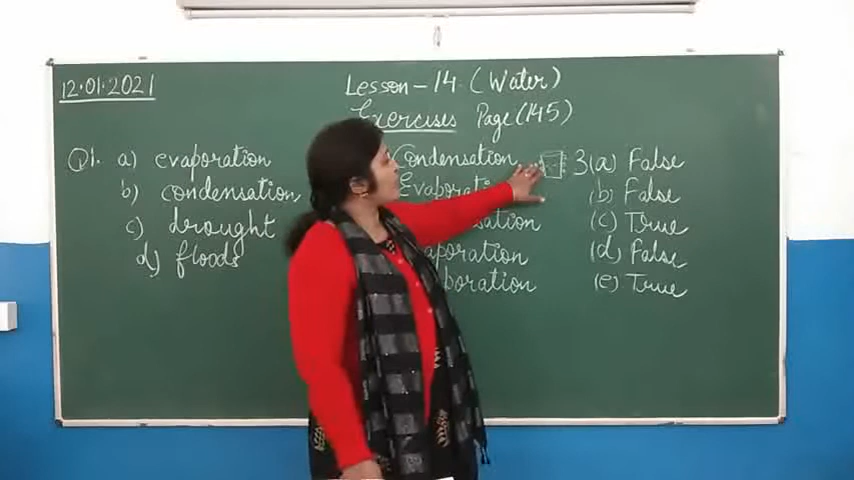 12.01.2021
Lesson - 14 (Water)
Exercises Page (145)
Q1. a) evaporation
b) condensation
c) drought
d) floods
Condensation
3(a) False
(b) False
(c) True
(d) False
(e) True